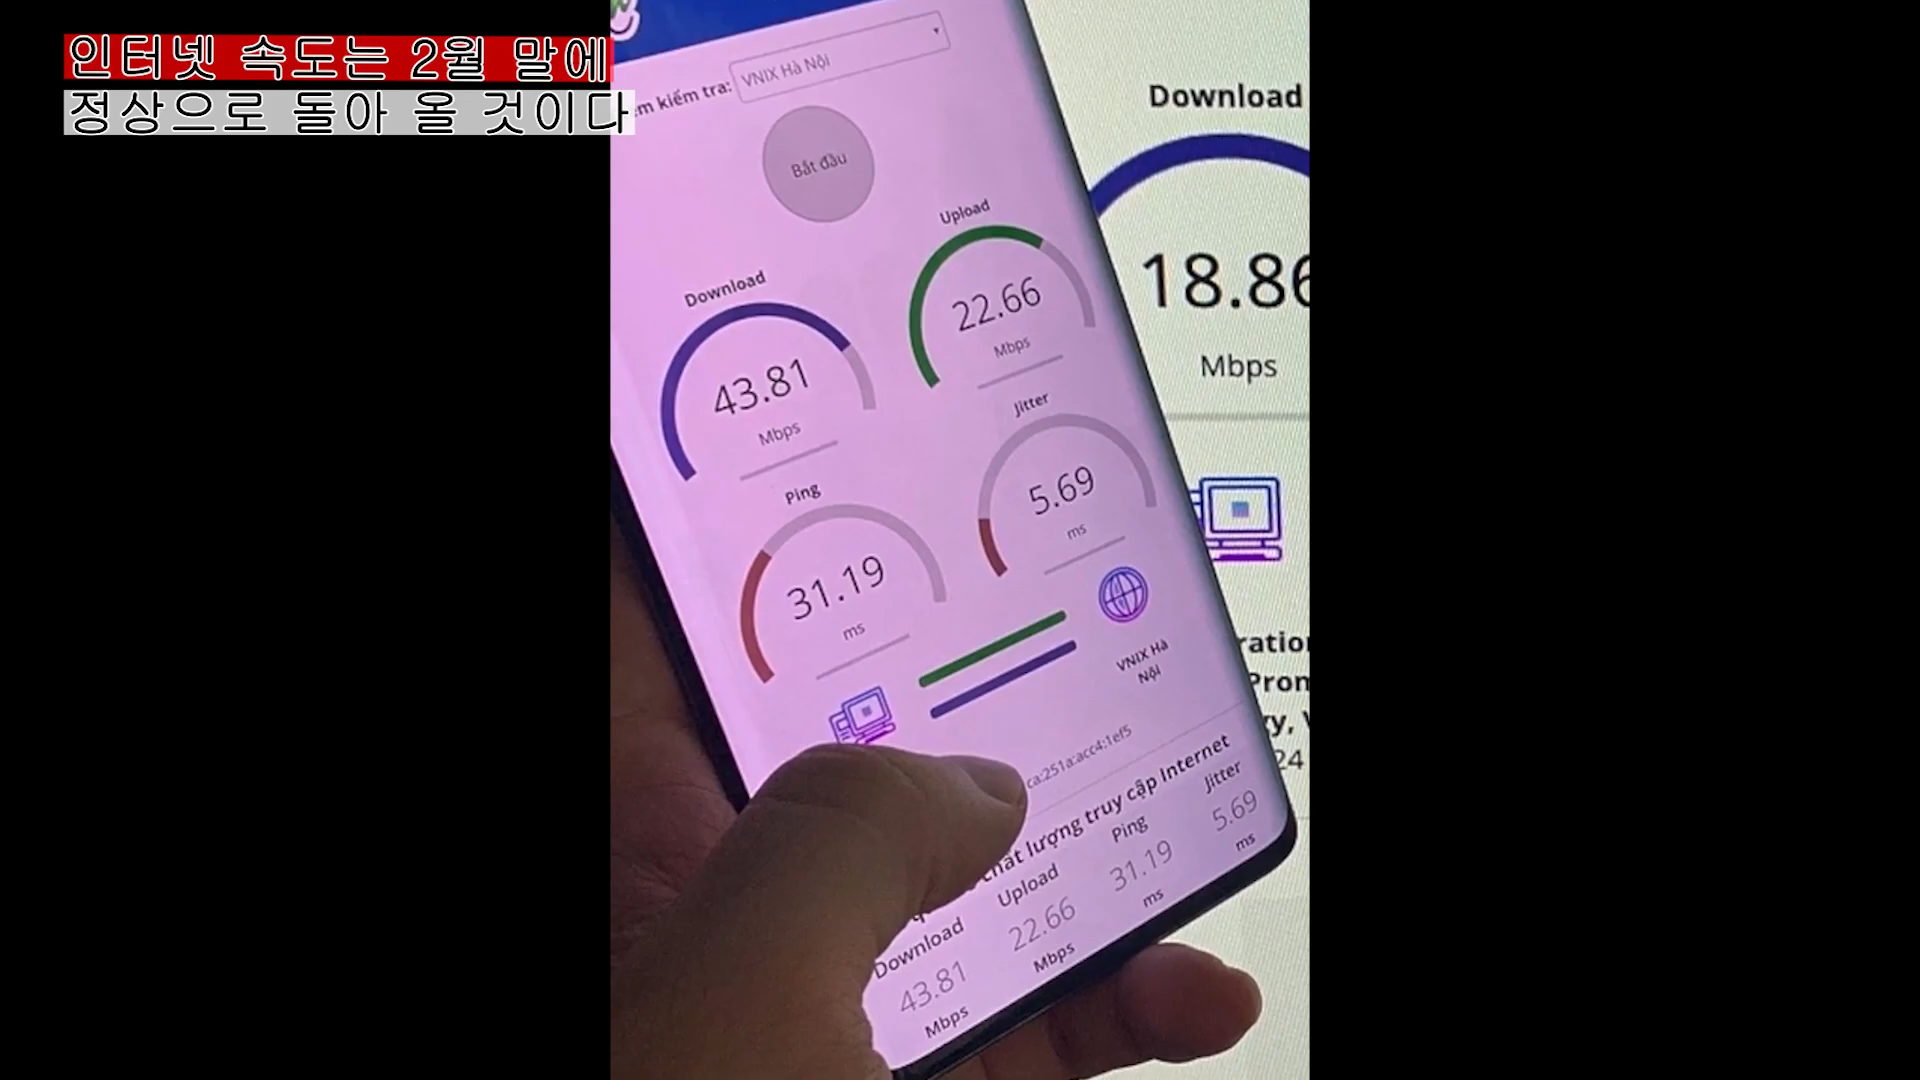 인터넷 속도는 2월 말에
정상으로 돌아 올 것이다
kiểm tra:
VNIX Hà Nội
Bắt đầu
Download
43.81
Mbps
Upload
22.66
Mbps
Ping
31.19
ms
Jitter
5.69
ms
VNIX Hà
Nội
ca:251a:acc4:1ef5
lượng truy cập Internet
Download
43.81
Mbps
Upload
22.66
Mbps
Ping
31.19
ms
Jitter
5.69
ms
Download
18.86
Mbps
24